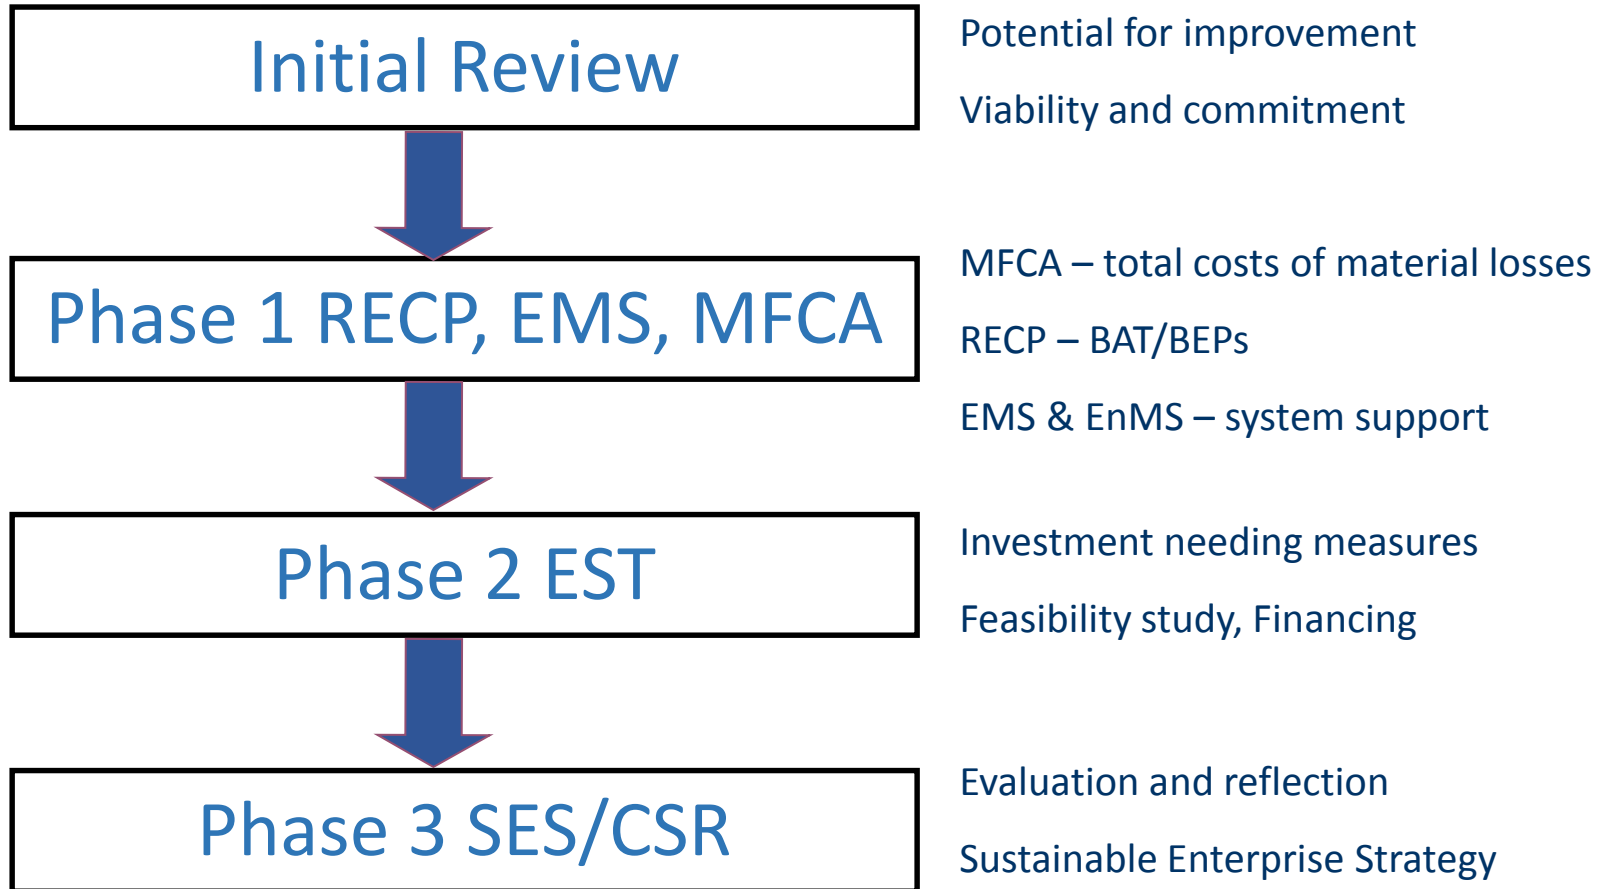 Initial Review
Potential for improvement
Viability and commitment
Phase 1 RECP, EMS, MFCA
MFCA – total costs of material losses
RECP – BAT/BEPs
EMS & EnMS – system support
Phase 2 EST
Investment needing measures
Feasibility study, Financing
Phase 3 SES/CSR
Evaluation and reflection
Sustainable Enterprise Strategy